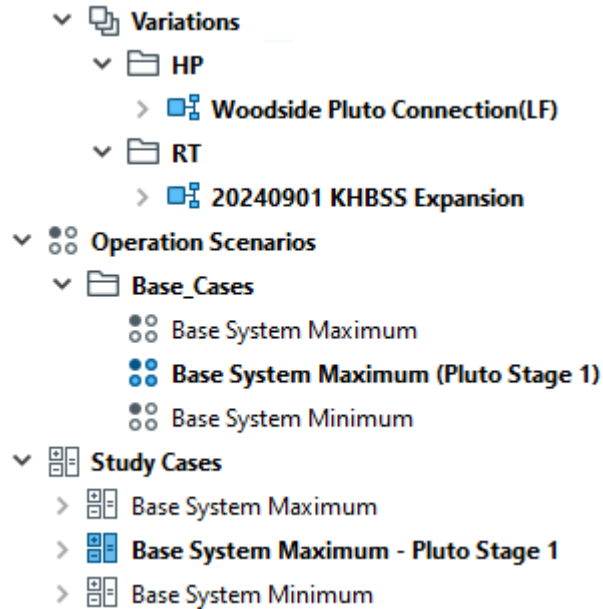 Variations
HP
Woodside Pluto Connection(LF)
RT
20240901 KHBSS Expansion
Operation Scenarios
Base_Cases
Base System Maximum
Base System Maximum (Pluto Stage 1)
Base System Minimum
Study Cases
Base System Maximum
Base System Maximum - Pluto Stage 1
Base System Minimum